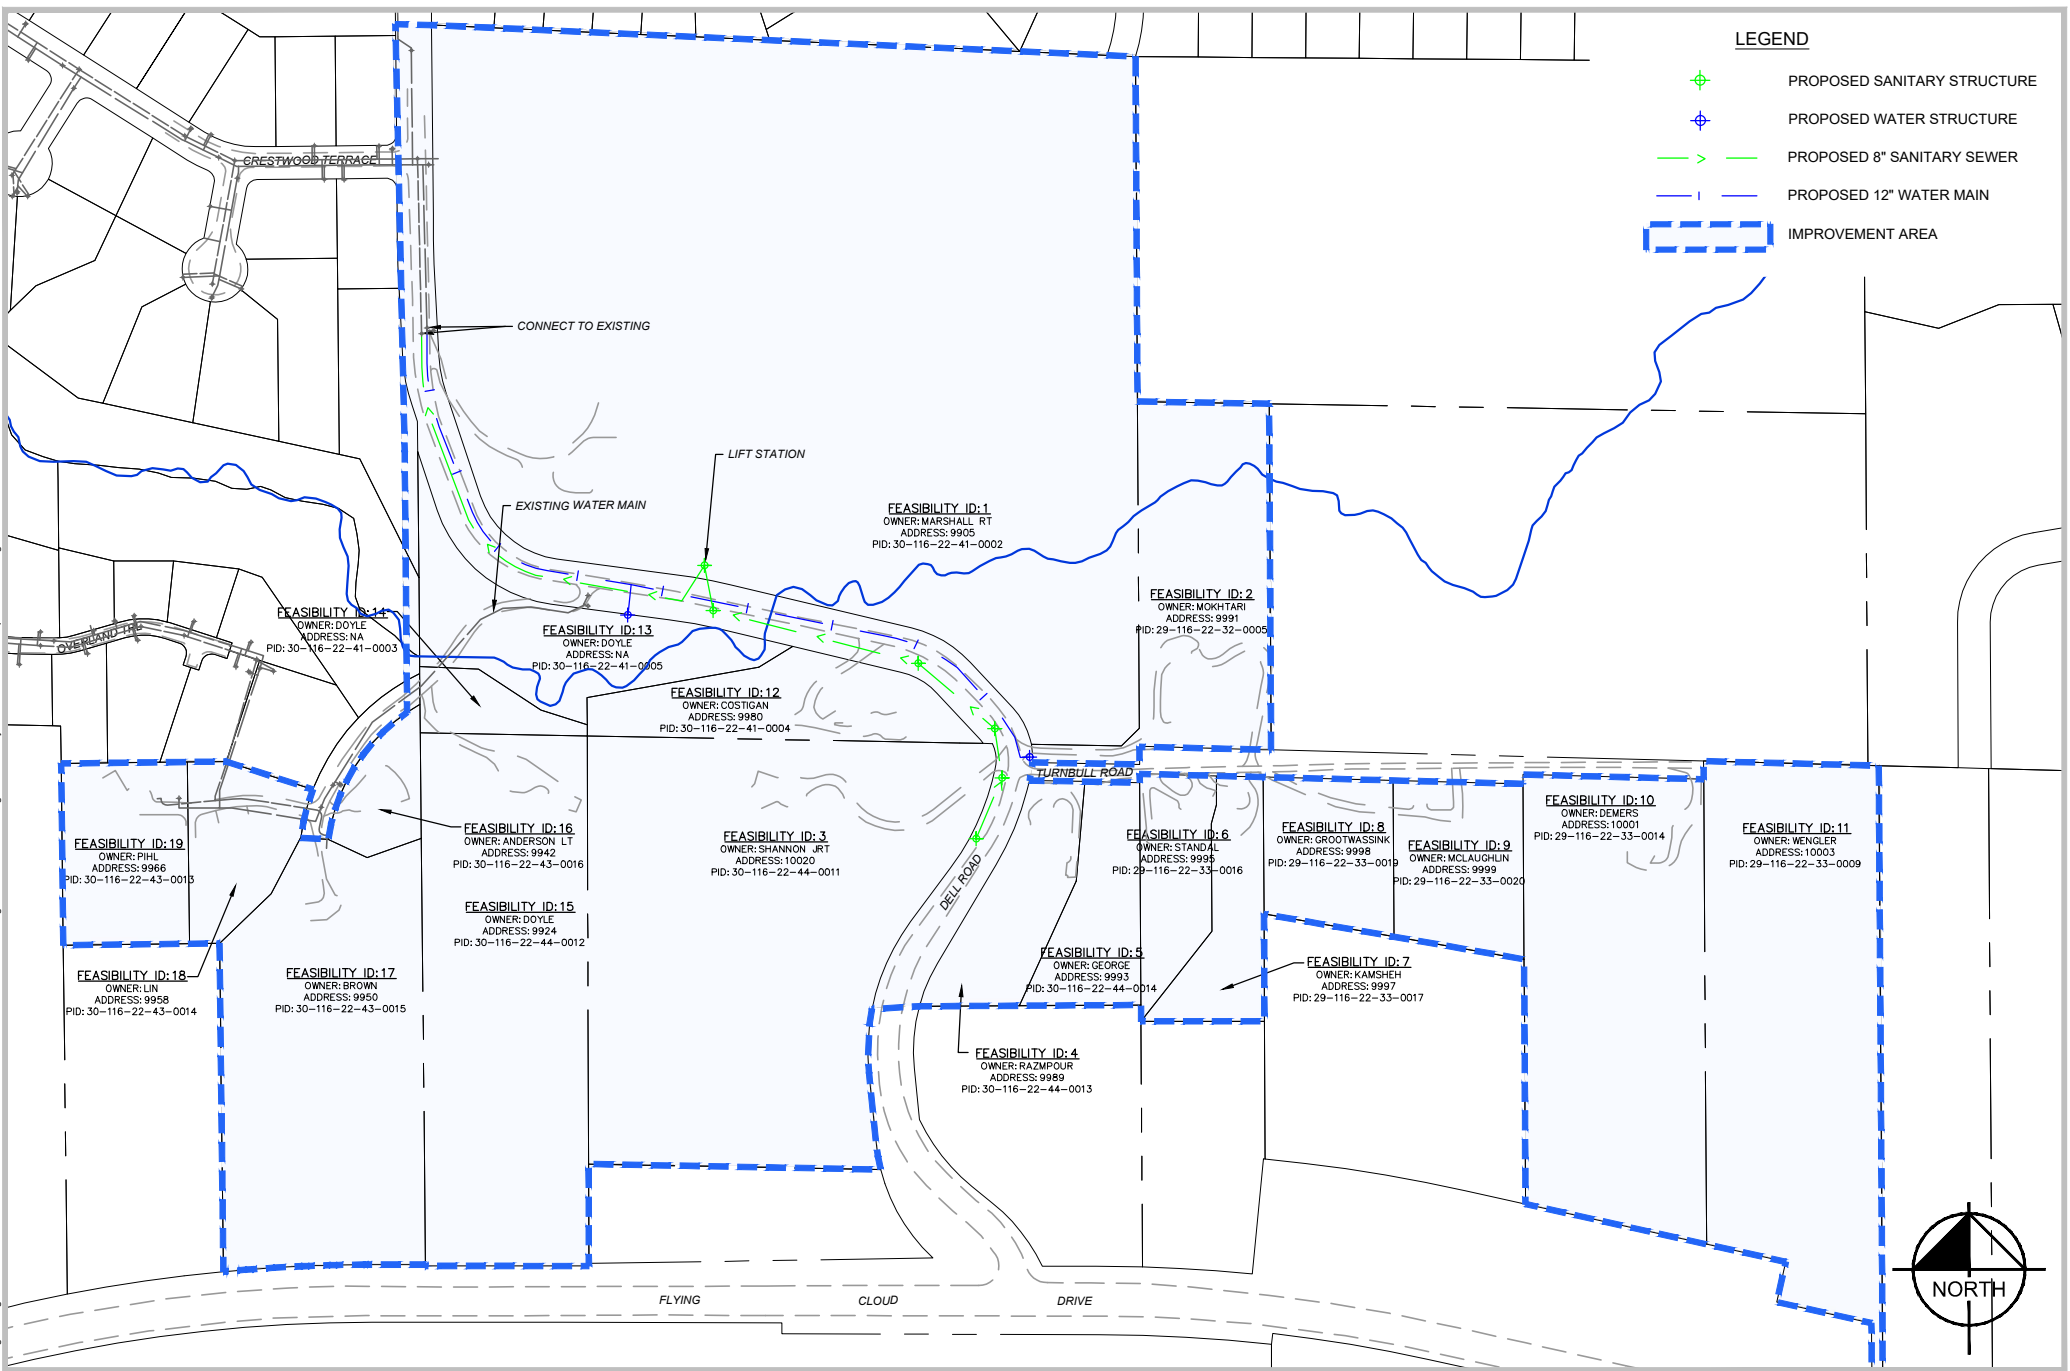 LEGEND
PROPOSED SANITARY STRUCTURE
PROPOSED WATER STRUCTURE
PROPOSED 8" SANITARY SEWER
PROPOSED 12" WATER MAIN
IMPROVEMENT AREA
CRESTWOOD TERRACE
CONNECT TO EXISTING
LIFT STATION
EXISTING WATER MAIN
FEASIBILITY ID: 1
OWNER: MARSHALL RT
ADDRESS: 9905
PID: 30-116-22-41-0002
FEASIBILITY ID: 2
OWNER: MOKHTARI
ADDRESS: 9991
PID: 29-116-22-32-0005
FEASIBILITY ID: 14
OWNER: DOYLE
ADDRESS: NA
PID: 30-116-22-41-0003
OVERLAND TRL
FEASIBILITY ID: 13
OWNER: DOYLE
ADDRESS: NA
PID: 30-116-22-41-0005
FEASIBILITY ID: 12
OWNER: COSTIGAN
ADDRESS: 9980
PID: 30-116-22-41-0004
TURNBULL ROAD
FEASIBILITY ID: 19
OWNER: PIHL
ADDRESS: 9966
PID: 30-116-22-43-0013
FEASIBILITY ID: 16
OWNER: ANDERSON LT
ADDRESS: 9942
PID: 30-116-22-43-0016
FEASIBILITY ID: 3
OWNER: SHANNON JRT
ADDRESS: 10020
PID: 30-116-22-44-0011
FEASIBILITY ID: 6
OWNER: STANDAL
ADDRESS: 9995
PID: 29-116-22-33-0016
FEASIBILITY ID: 8
OWNER: GROOTWASSINK
ADDRESS: 9998
PID: 29-116-22-33-0019
FEASIBILITY ID: 9
OWNER: MCLAUGHLIN
ADDRESS: 9999
PID: 29-116-22-33-0020
FEASIBILITY ID: 10
OWNER: DEMERS
ADDRESS: 10001
PID: 29-116-22-33-0014
FEASIBILITY ID: 11
OWNER: WENGLER
ADDRESS: 10003
PID: 29-116-22-33-0009
DELL ROAD
FEASIBILITY ID: 15
OWNER: DOYLE
ADDRESS: 9924
PID: 30-116-22-44-0012
FEASIBILITY ID: 5
OWNER: GEORGE
ADDRESS: 9993
PID: 30-116-22-44-0014
FEASIBILITY ID: 7
OWNER: KAMSHEH
ADDRESS: 9997
PID: 29-116-22-33-0017
FEASIBILITY ID: 18
OWNER: LIN
ADDRESS: 9958
PID: 30-116-22-43-0014
FEASIBILITY ID: 17
OWNER: BROWN
ADDRESS: 9950
PID: 30-116-22-43-0015
FEASIBILITY ID: 4
OWNER: RAZMPOUR
ADDRESS: 9989
PID: 30-116-22-44-0013
FLYING CLOUD DRIVE
NORTH